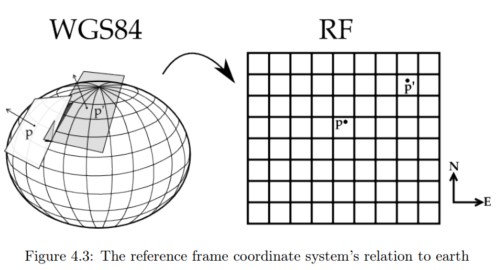 WGS84
RF
p
p'
p
p'
N
E
Figure 4.3: The reference frame coordinate system's relation to earth